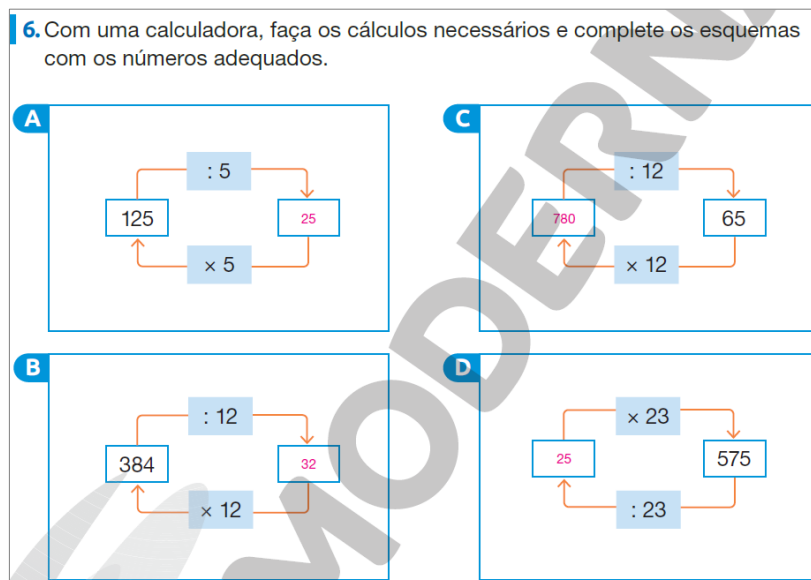 6. Com uma calculadora, faça os cálculos necessários e complete os esquemas
com os números adequados.
A
: 5
125
25
× 5
C
: 12
780
65
× 12
B
: 12
384
32
× 12
D
× 23
25
575
: 23
MODERNA